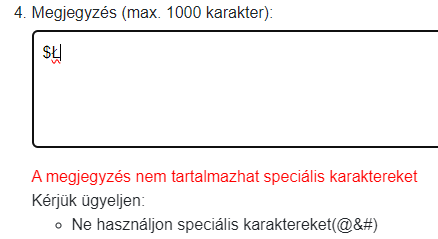 4. Megjegyzés (max. 1000 karakter):
$Ł
A megjegyzés nem tartalmazhat speciális karaktereket
Kérjük ügyeljen:
◦ Ne használjon speciális karaktereket(@&#)